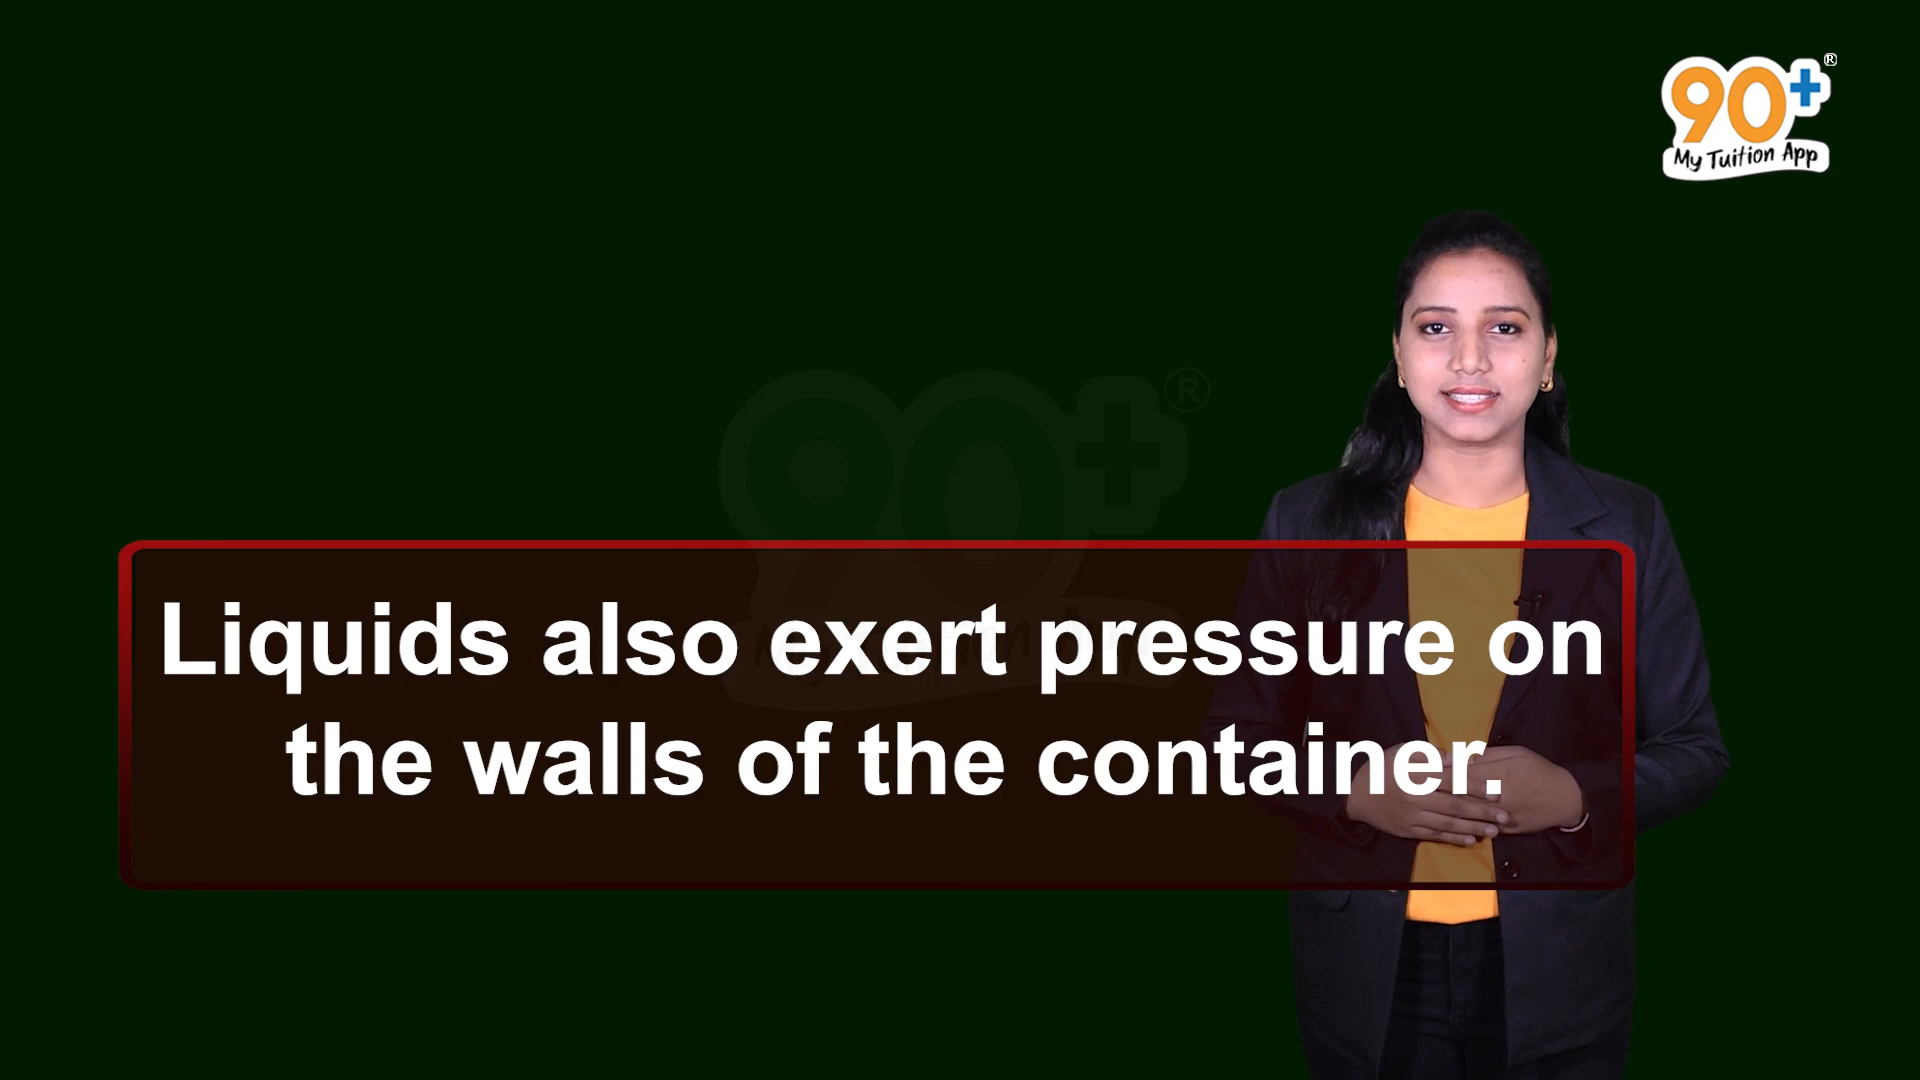 90+ ®
My Tuition App
Liquids also exert pressure on
the walls of the container.